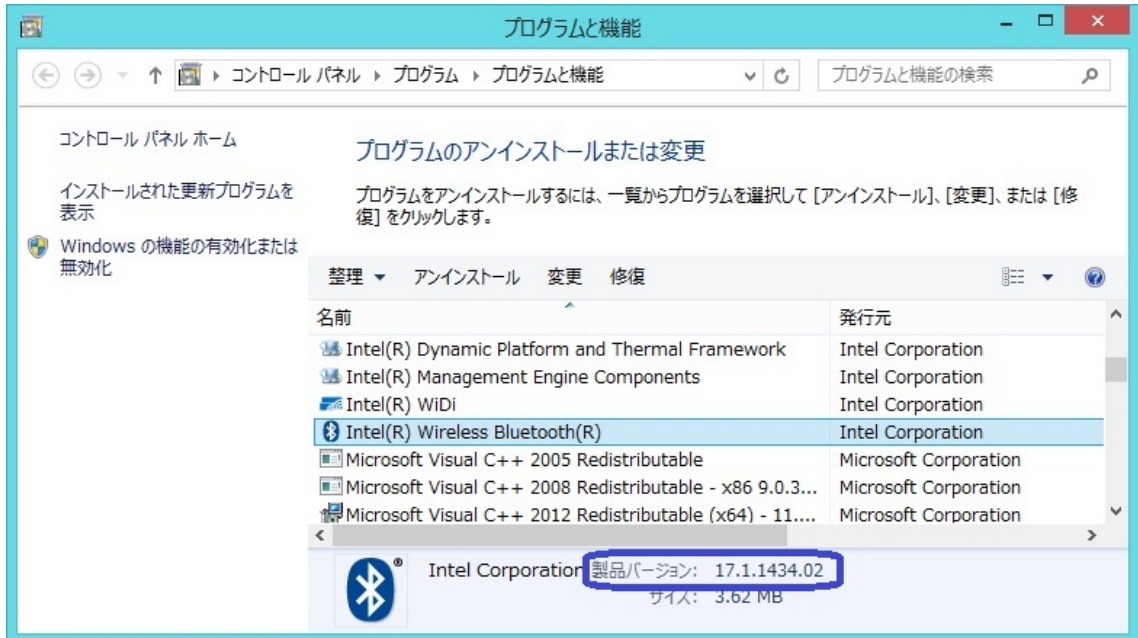 プログラムと機能
コントロール パネル ▸ プログラム ▸ プログラムと機能
プログラムと機能の検索
コントロール パネル ホーム
インストールされた更新プログラムを
表示
Windows の機能の有効化または
無効化
プログラムのアンインストールまたは変更
プログラムをアンインストールするには、一覧からプログラムを選択して [アンインストール]、[変更]、または [修
復] をクリックします。
整理 アンインストール 変更 修復
名前 発行元
Intel(R) Dynamic Platform and Thermal Framework Intel Corporation
Intel(R) Management Engine Components Intel Corporation
Intel(R) WiDi Intel Corporation
Intel(R) Wireless Bluetooth(R) Intel Corporation
Microsoft Visual C++ 2005 Redistributable Microsoft Corporation
Microsoft Visual C++ 2008 Redistributable - x86 9.0.3... Microsoft Corporation
Microsoft Visual C++ 2012 Redistributable (x64) - 11.... Microsoft Corporation
Intel Corporation 製品バージョン: 17.1.1434.02
サイズ: 3.62 MB